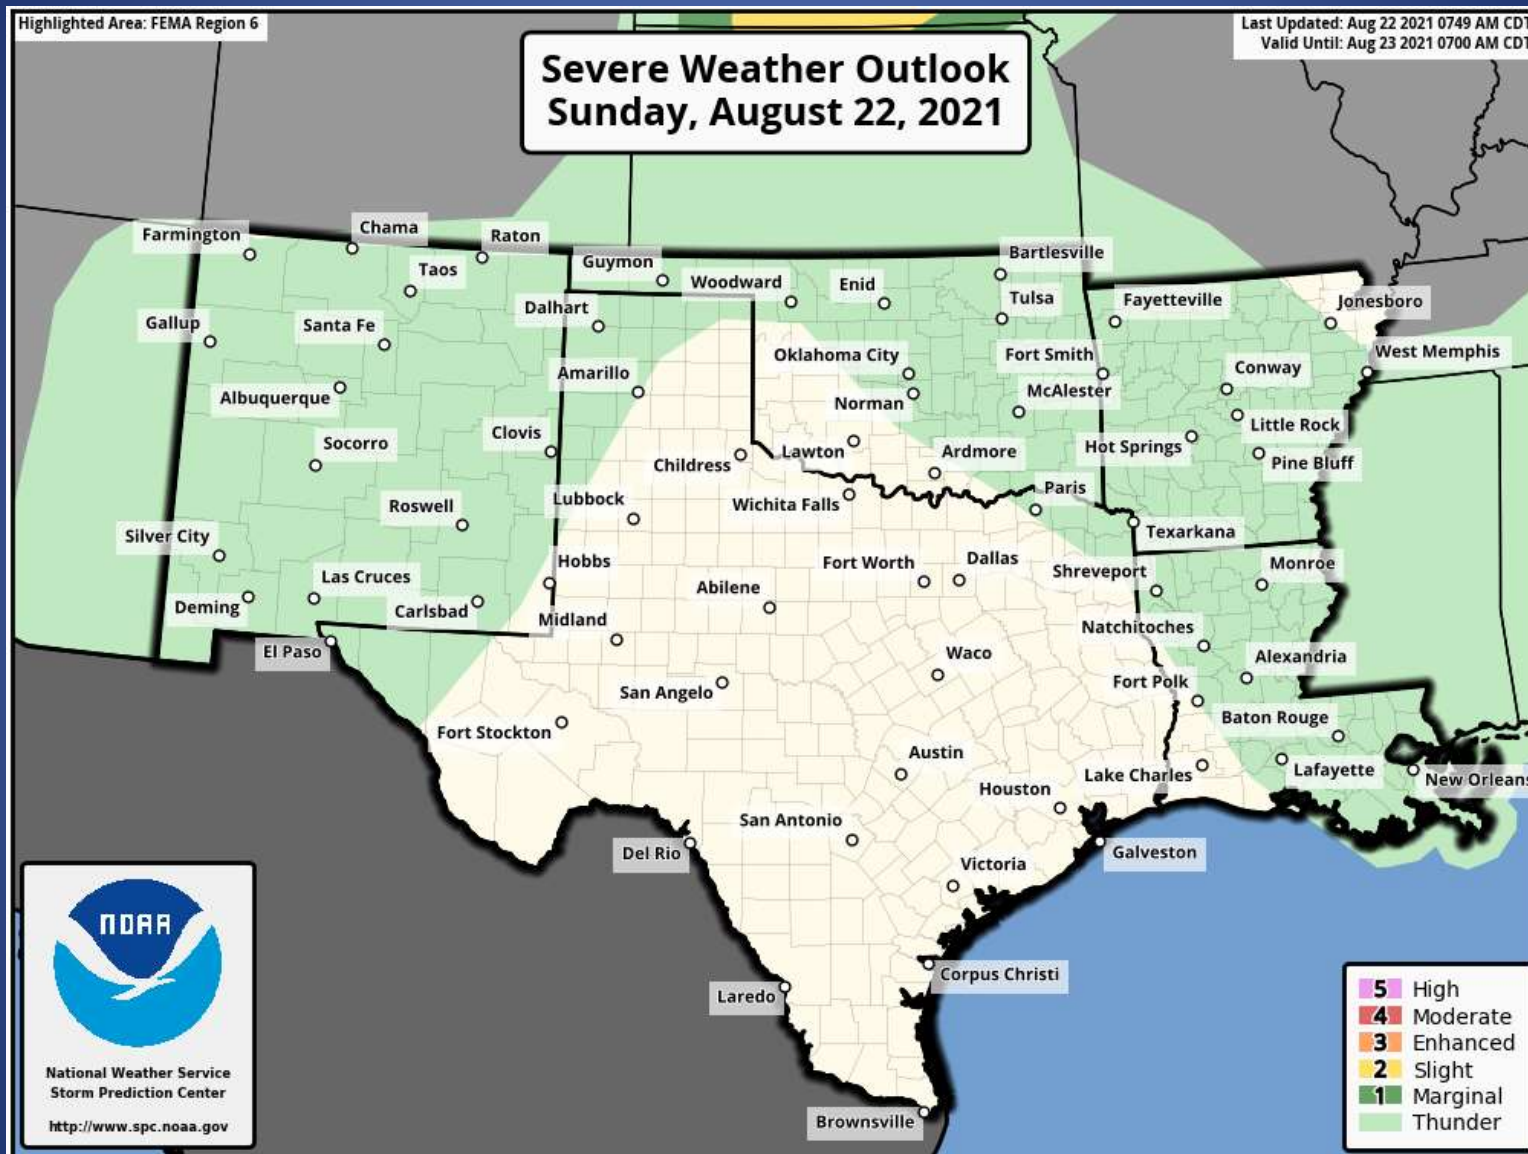 Highlighted Area: FEMA Region 6
Last Updated: Aug 22 2021 0749 AM CDT
Valid Until: Aug 23 2021 0700 AM CDT
Severe Weather Outlook
Sunday, August 22, 2021
Farmington
Chama
Raton
Taos
Guymon
Woodward
Enid
Bartlesville
Tulsa
Fayetteville
Jonesboro
Gallup
Santa Fe
Dalhart
Oklahoma City
Fort Smith
West Memphis
Albuquerque
Amarillo
Norman
McAlester
Conway
Little Rock
Socorro
Clovis
Childress
Lawton
Ardmore
Hot Springs
Pine Bluff
Roswell
Lubbock
Wichita Falls
Paris
Texarkana
Silver City
Hobbs
Fort Worth
Dallas
Shreveport
Monroe
Las Cruces
Deming
Carlsbad
Midland
Abilene
Natchitoches
El Paso
San Angelo
Waco
Alexandria
Fort Polk
Fort Stockton
Baton Rouge
Austin
Lake Charles
Lafayette
New Orleans
Houston
San Antonio
Del Rio
Victoria
Galveston
Corpus Christi
Laredo
Brownsville
NOAA
National Weather Service
Storm Prediction Center
http://www.spc.noaa.gov
5 High
4 Moderate
3 Enhanced
2 Slight
1 Marginal
Thunder